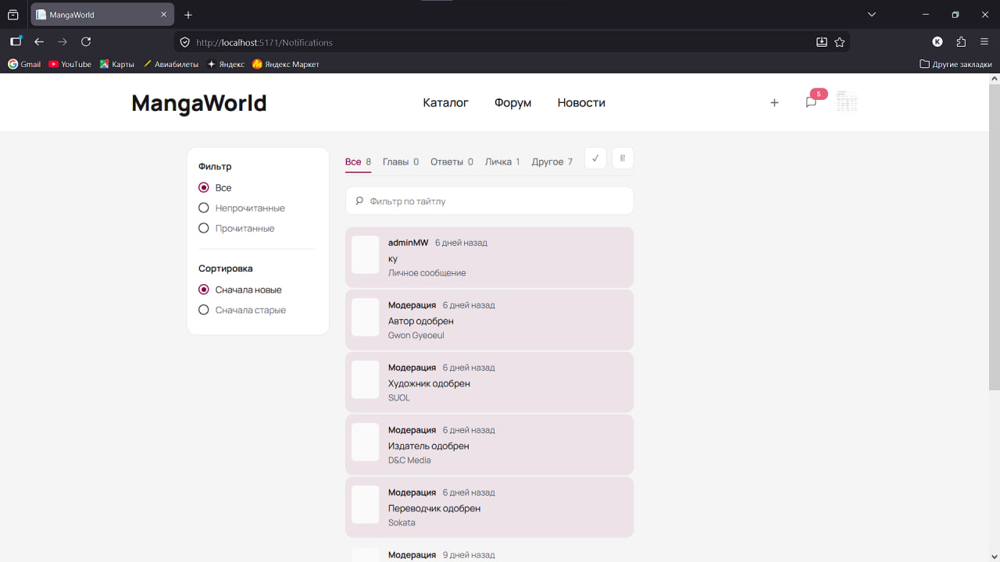 MangaWorld
http://localhost:5171/Notifications
K
Gmail YouTube Карты Авиабилеты Яндекс Яндекс Маркет Другие закладки
MangaWorld Каталог Форум Новости 5
Фильтр
Все
Непрочитанные
Прочитанные
Сортировка
Сначала новые
Сначала старые
Все 8 Главы 0 Ответы 0 Личка 1 Другое 7
Фильтр по тайтлу
adminMW 6 дней назад
ку
Личное сообщение
Модерация 6 дней назад
Автор одобрен
Gwon Gyeoeul
Модерация 6 дней назад
Художник одобрен
SUOL
Модерация 6 дней назад
Издатель одобрен
D&C Media
Модерация 6 дней назад
Переводчик одобрен
Sokata
Модерация 9 дней назад